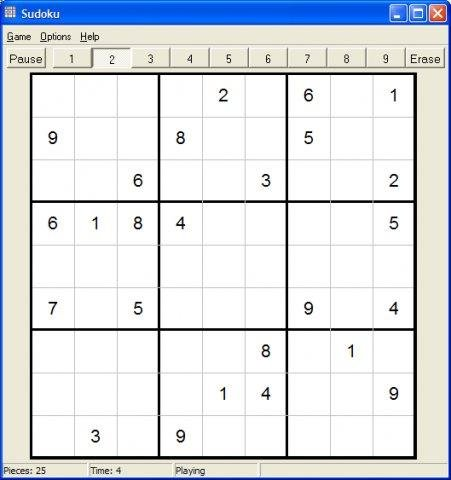 Sudoku
Game Options Help
Pause 1 2 3 4 5 6 7 8 9 Erase
2 6 1
9 8 5
6 3 2
6 1 8 4 5
7 5 9 4
8 1
1 4 9
3 9
Pieces: 25 Time: 4 Playing